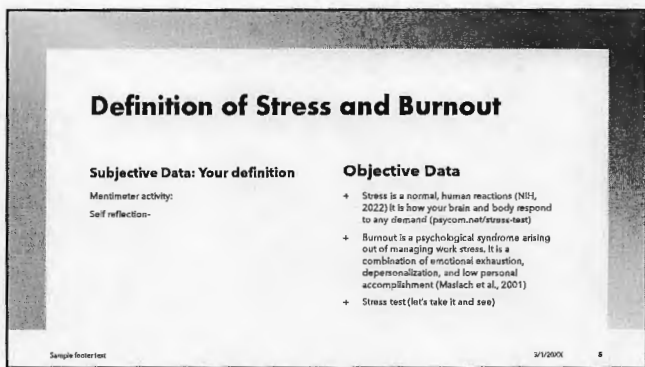 Definition of Stress and Burnout
Subjective Data: Your definition
Mentimeter activity:
Self reflection-
Objective Data
+ Stress is a normal, human reactions (NIH,
2022) It is how your brain and body respond
to any demand (psycom.net/stress-test)
+ Burnout is a psychological syndrome arising
out of managing work stress. It is a
combination of emotional exhaustion,
depersonalization, and low personal
accomplishment (Maslach et al., 2001)
+ Stress test (let's take it and see)
Sample footer text
3/1/20XX
5